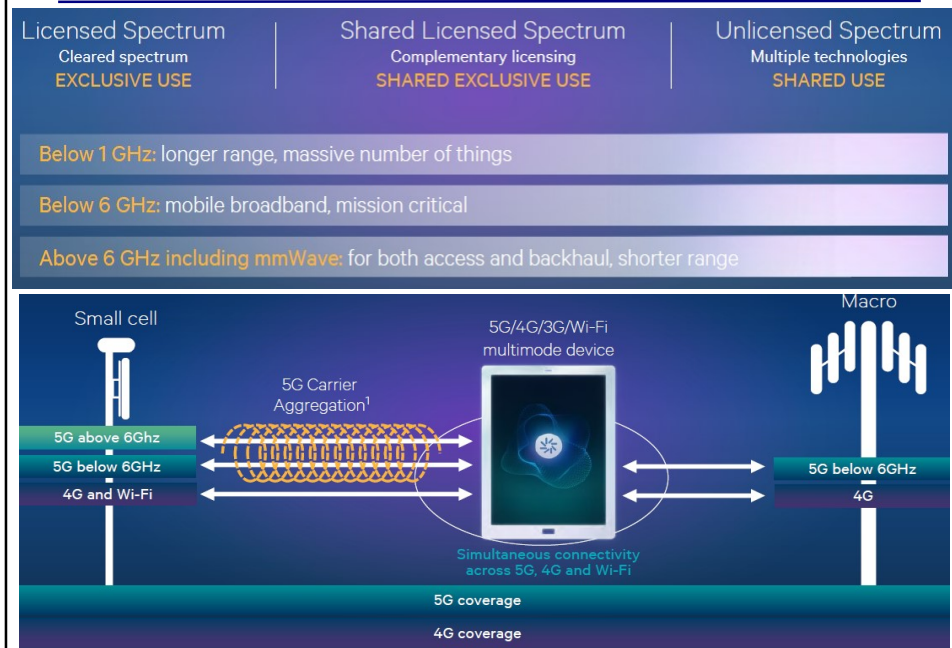 Licensed Spectrum
Cleared spectrum
EXCLUSIVE USE
Shared Licensed Spectrum
Complementary licensing
SHARED EXCLUSIVE USE
Unlicensed Spectrum
Multiple technologies
SHARED USE
Below 1 GHz: longer range, massive number of things
Below 6 GHz: mobile broadband, mission critical
Above 6 GHz including mmWave: for both access and backhaul, shorter range
Small cell
5G above 6Ghz
5G below 6GHz
4G and Wi-Fi
5G Carrier
Aggregation¹
5G/4G/3G/Wi-Fi
multimode device
Simultaneous connectivity
across 5G, 4G and Wi-Fi
Macro
5G below 6GHz
4G
5G coverage
4G coverage